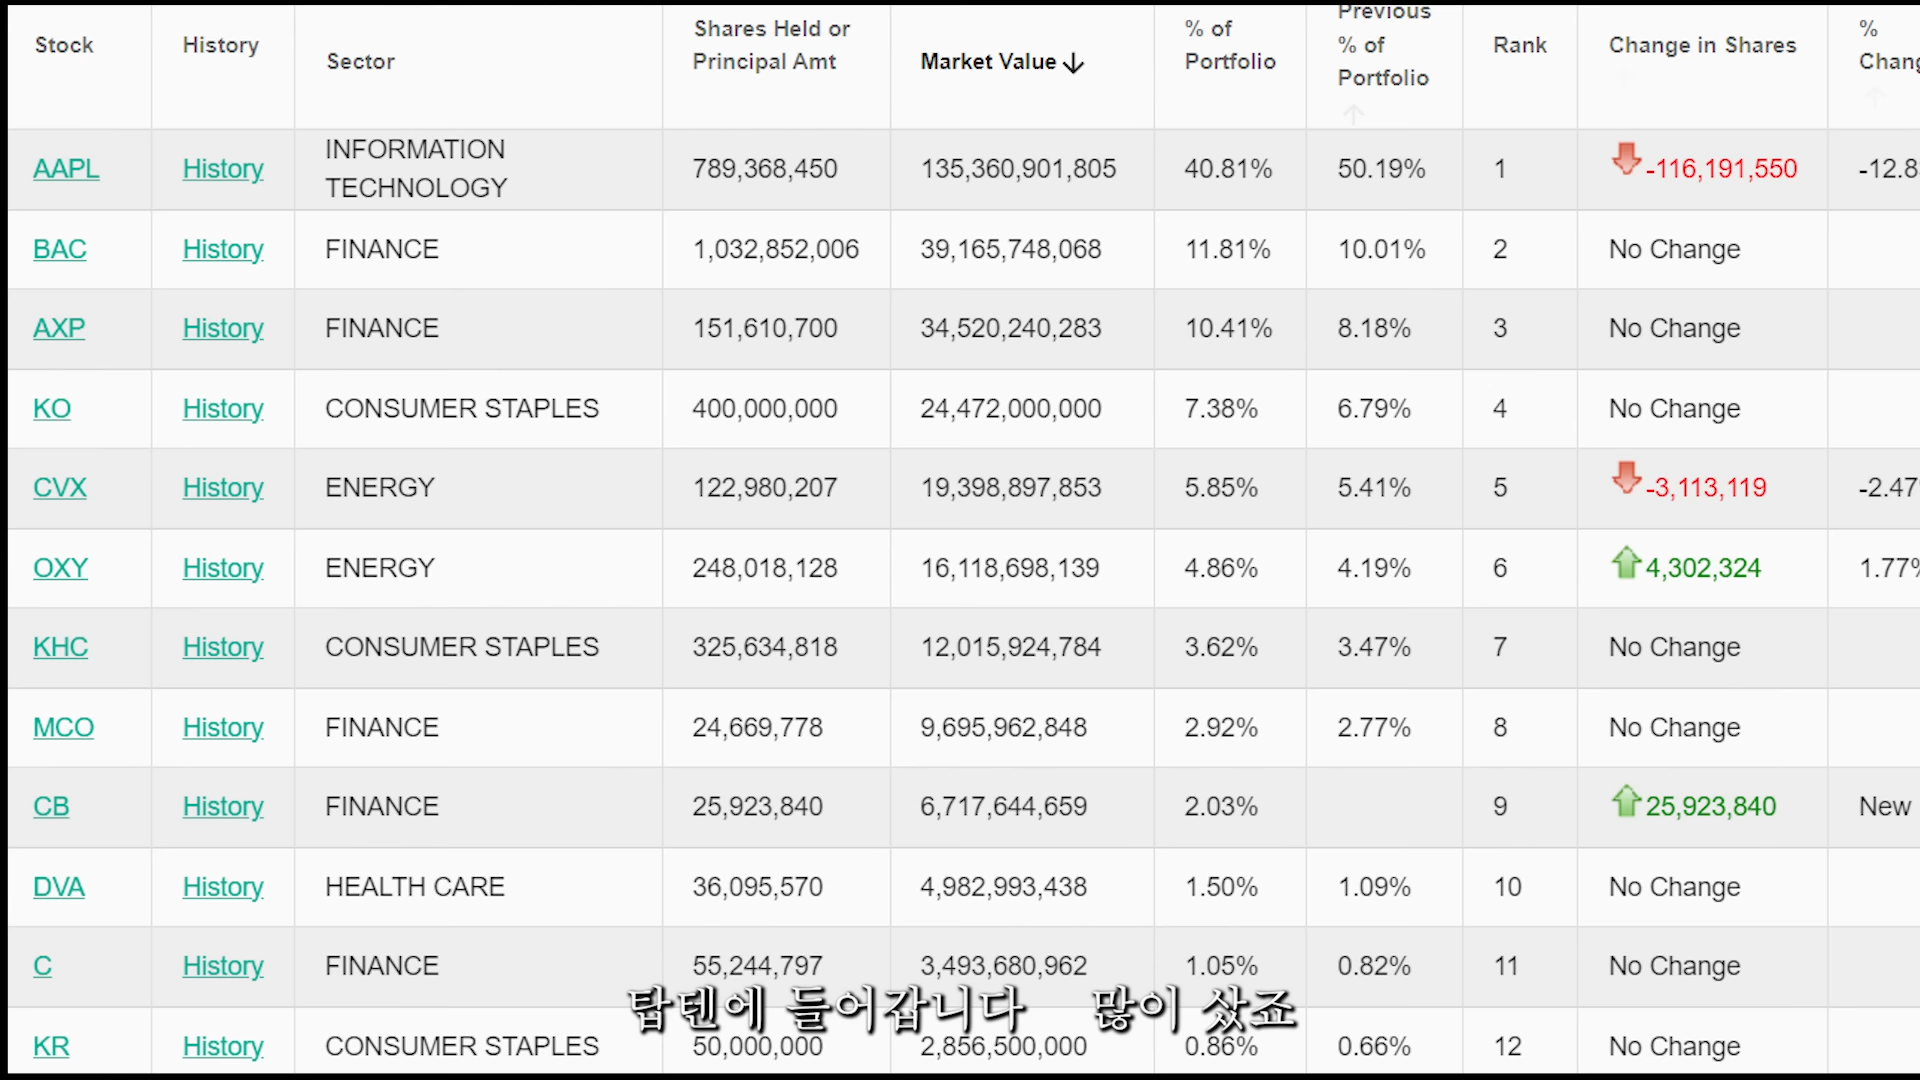 Stock History Sector Shares Held or Principal Amt Market Value ↓ % of Portfolio Previous % of Portfolio Rank Change in Shares %
AAPL History INFORMATION TECHNOLOGY 789,368,450 135,360,901,805 40.81% 50.19% 1 -116,191,550
BAC History FINANCE 1,032,852,006 39,165,748,068 11.81% 10.01% 2 No Change
AXP History FINANCE 151,610,700 34,520,240,283 10.41% 8.18% 3 No Change
KO History CONSUMER STAPLES 400,000,000 24,472,000,000 7.38% 6.79% 4 No Change
CVX History ENERGY 122,980,207 19,398,897,853 5.85% 5.41% 5 -3,113,119 -2.47
OXY History ENERGY 248,018,128 16,118,698,139 4.86% 4.19% 6 4,302,324 1.77%
KHC History CONSUMER STAPLES 325,634,818 12,015,924,784 3.62% 3.47% 7 No Change
MCO History FINANCE 24,669,778 9,695,962,848 2.92% 2.77% 8 No Change
CB History FINANCE 25,923,840 6,717,644,659 2.03% 9 25,923,840 New
DVA History HEALTH CARE 36,095,570 4,982,993,438 1.50% 1.09% 10 No Change
C History FINANCE 55,244,797 3,493,680,962 1.05% 0.82% 11 No Change
탑텐에 들어갑니다 많이 샀죠
KR History CONSUMER STAPLES 50,000,000 2,856,500,000 0.86% 0.66% 12 No Change